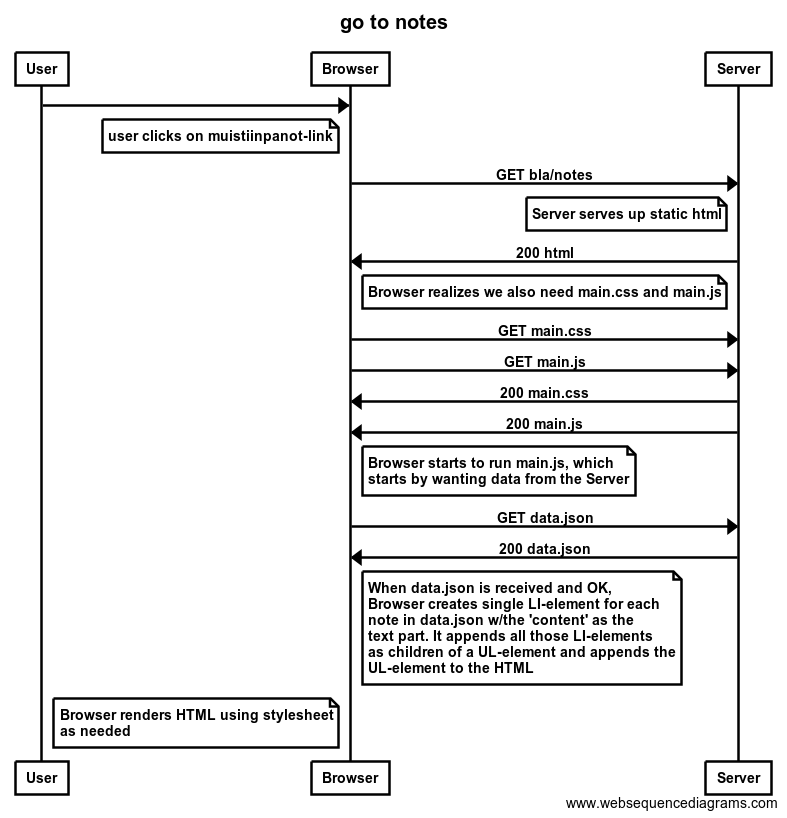 go to notes
User Browser Server
user clicks on muistiinpanot-link
GET bla/notes
Server serves up static html
200 html
Browser realizes we also need main.css and main.js
GET main.css
GET main.js
200 main.css
200 main.js
Browser starts to run main.js, which
starts by wanting data from the Server
GET data.json
200 data.json
When data.json is received and OK,
Browser creates single LI-element for each
note in data.json w/the 'content' as the
text part. It appends all those LI-elements
as children of a UL-element and appends the
UL-element to the HTML
Browser renders HTML using stylesheet
as needed
User Browser Server
www.websequencediagrams.com